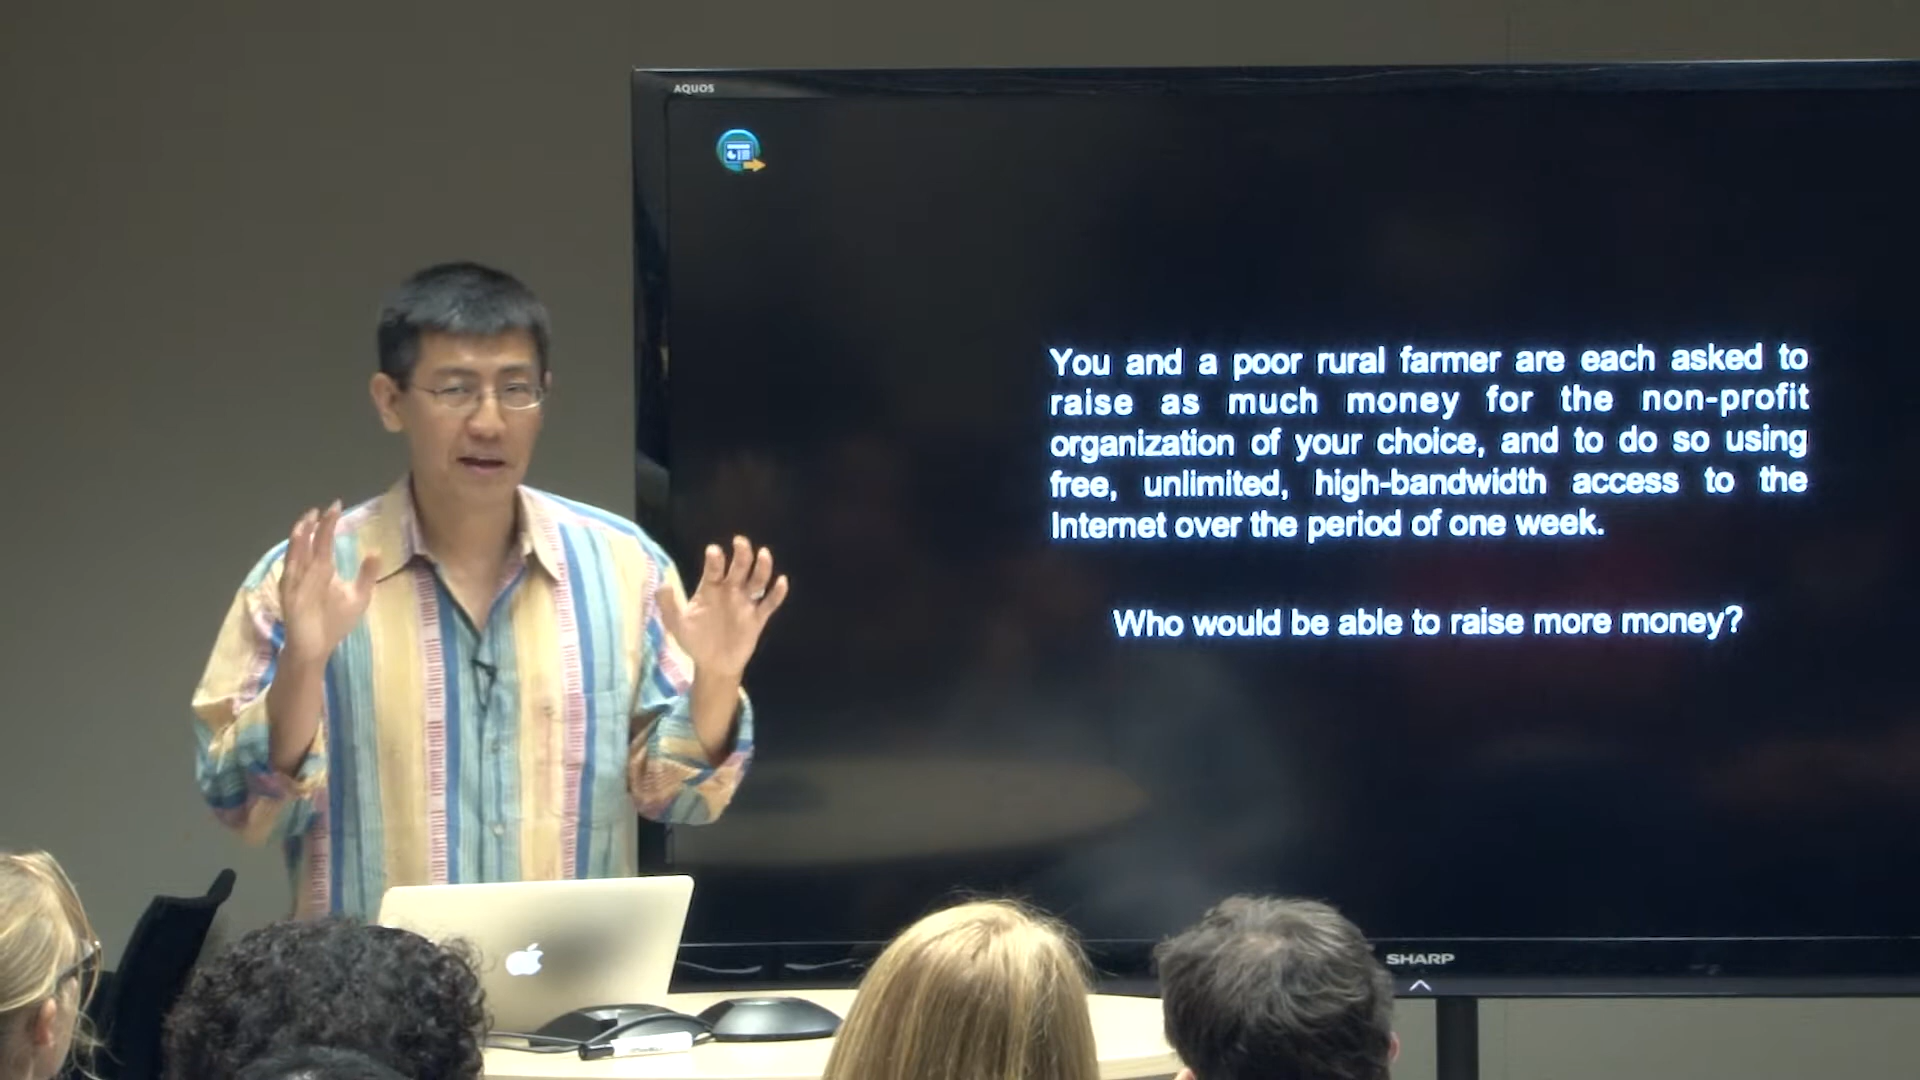 AQUOS
You and a poor rural farmer are each asked to
raise as much money for the non-profit
organization of your choice, and to do so using
free, unlimited, high-bandwidth access to the
Internet over the period of one week.
Who would be able to raise more money?
SHARP